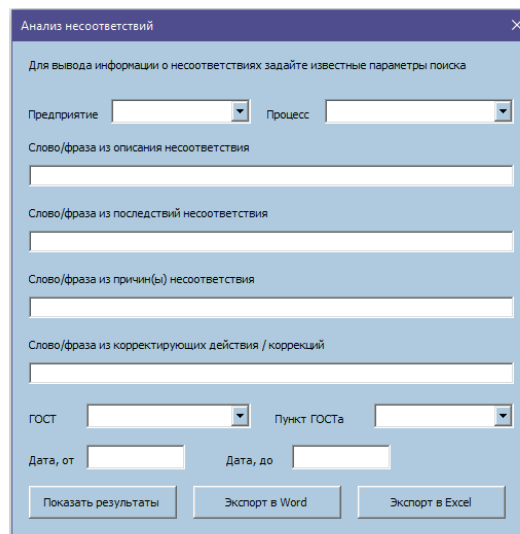 Анализ несоответствий
Для вывода информации о несоответствиях задайте известные параметры поиска
Предприятие Процесс
Слово/фраза из описания несоответствия
Слово/фраза из последствий несоответствия
Слово/фраза из причин(ы) несоответствия
Слово/фраза из корректирующих действия / коррекций
ГОСТ Пункт ГОСТа
Дата, от Дата, до
Показать результаты Экспорт в Word Экспорт в Excel